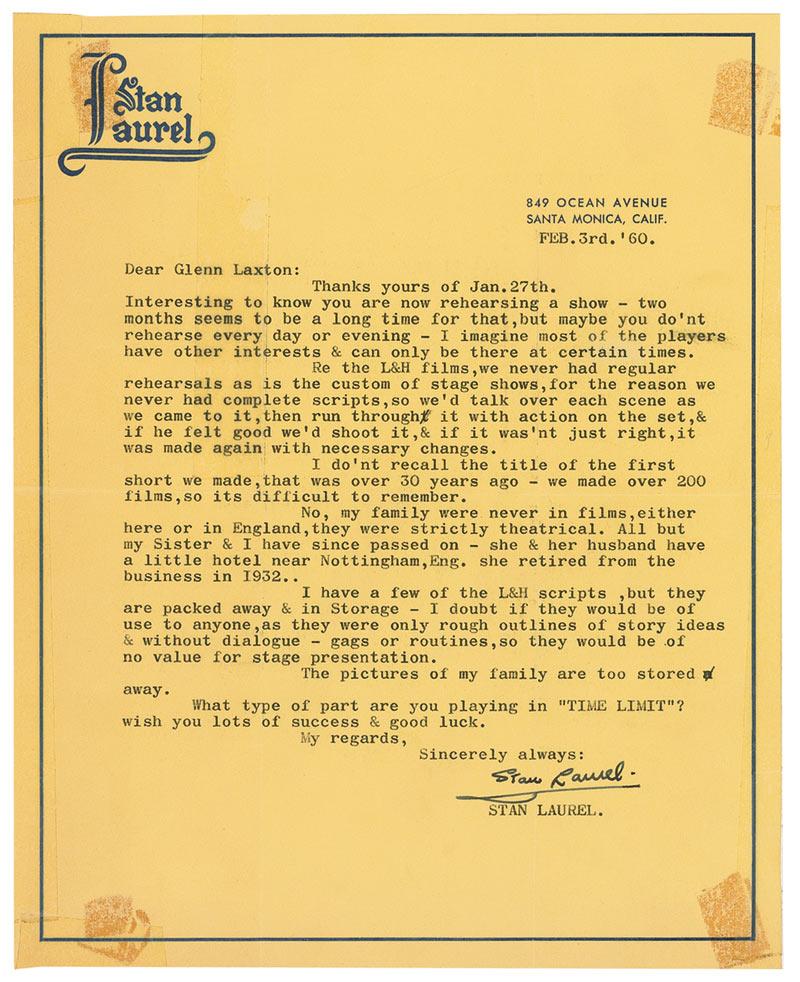 Stan
Laurel
849 OCEAN AVENUE
SANTA MONICA, CALIF.
FEB.3rd.'60.
Dear Glenn Laxton:
Thanks yours of Jan.27th.
Interesting to know you are now rehearsing a show - two
months seems to be a long time for that,but maybe you do'nt
rehearse every day or evening - I imagine most of the players
have other interests & can only be there at certain times.
Re the L&H films,we never had regular
rehearsals as is the custom of stage shows,for the reason we
never had complete scripts,so we'd talk over each scene as
we came to it,then run through it with action on the set,&
if he felt good we'd shoot it,& if it was'nt just right,it
was made again with necessary changes.
I do'nt recall the title of the first
short we made,that was over 30 years ago - we made over 200
films,so its difficult to remember.
No, my family were never in films,either
here or in England,they were strictly theatrical. All but
my Sister & I have since passed on - she & her husband have
a little hotel near Nottingham,Eng. she retired from the
business in 1932..
I have a few of the L&H scripts ,but they
are packed away & in Storage - I doubt if they would be of
use to anyone,as they were only rough outlines of story ideas
& without dialogue - gags or routines,so they would be of
no value for stage presentation.
The pictures of my family are too stored
away.
What type of part are you playing in "TIME LIMIT"?
wish you lots of success & good luck.
My regards,
Sincerely always:
Stan Laurel.
STAN LAUREL.